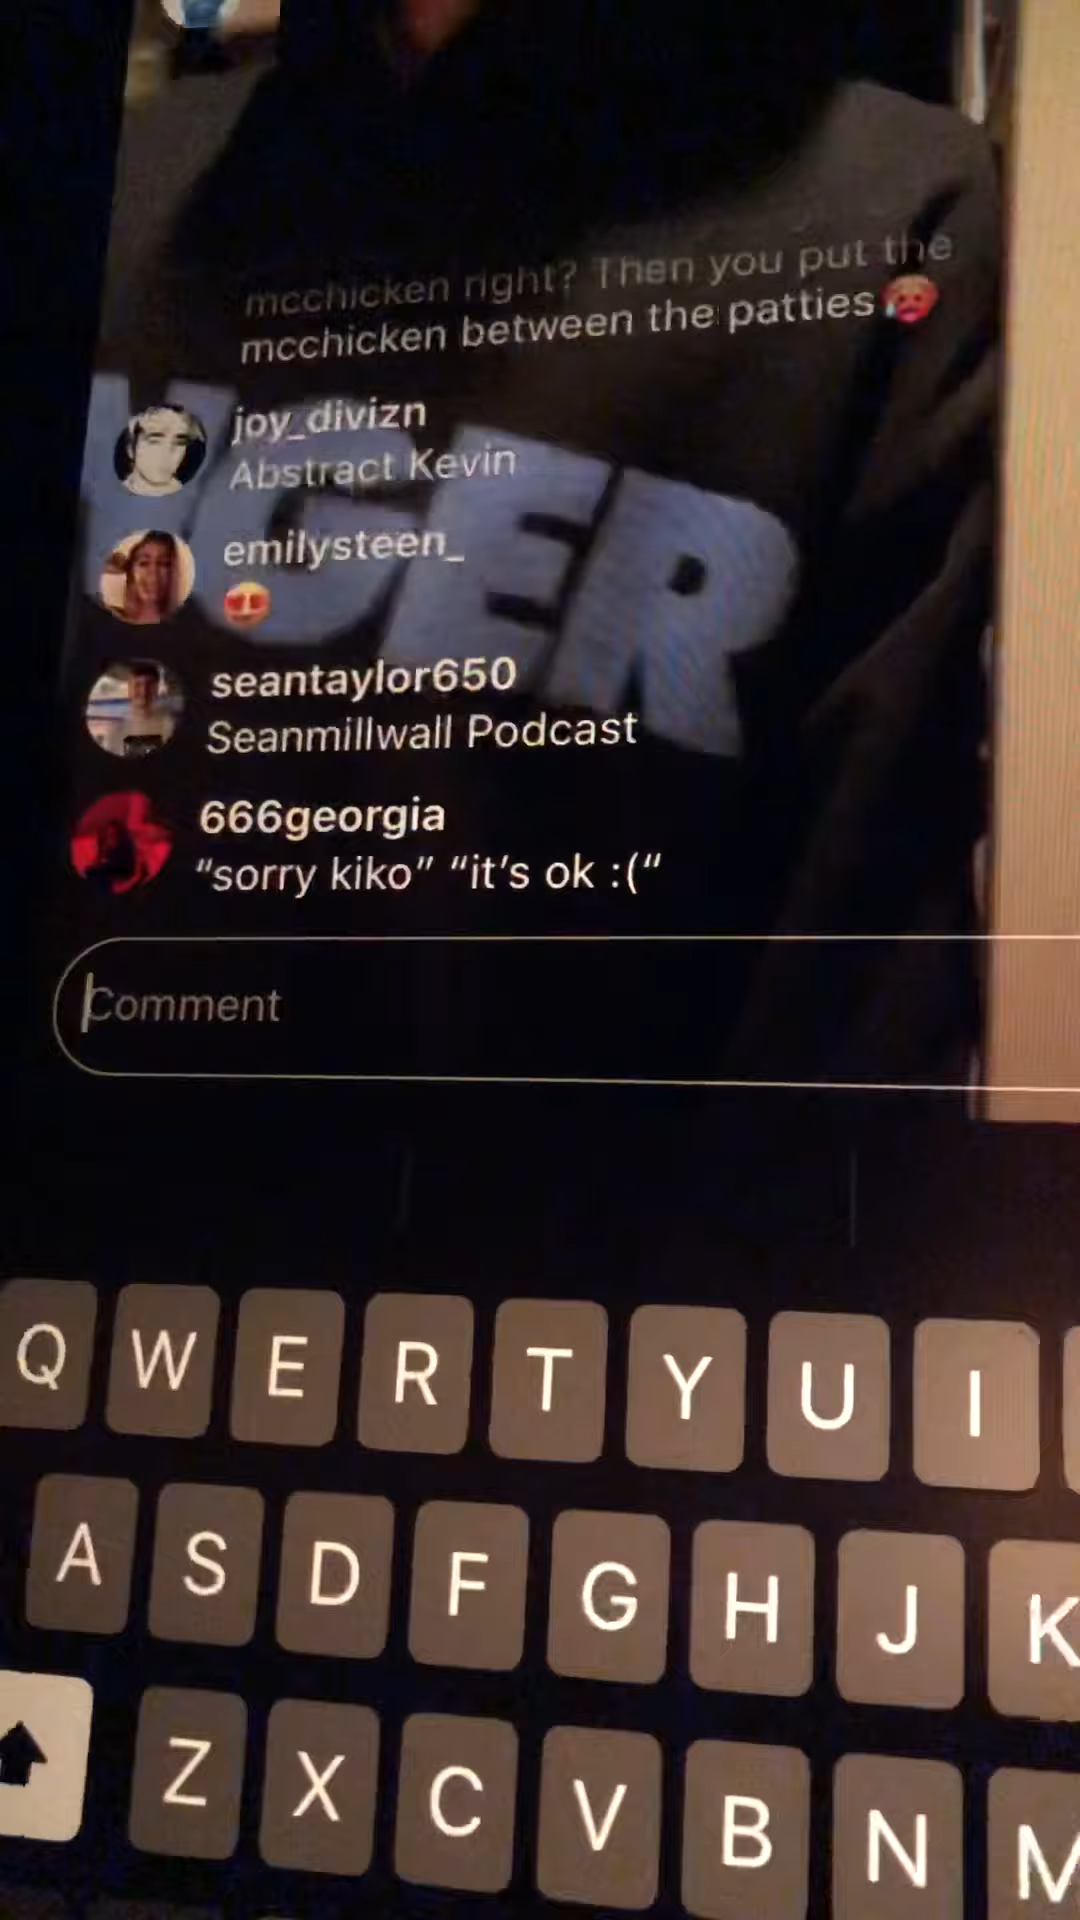 mcchicken right? Then you put the
mcchicken between the patties🥵
joy_divizn
Abstract Kevin
GER
emilysteen_
😍
seantaylor650
Seanmillwall Podcast
666georgia
“sorry kiko” “it’s ok :(“
Comment
Q W E R T Y U I
A S D F G H J K
Z X C V B N M